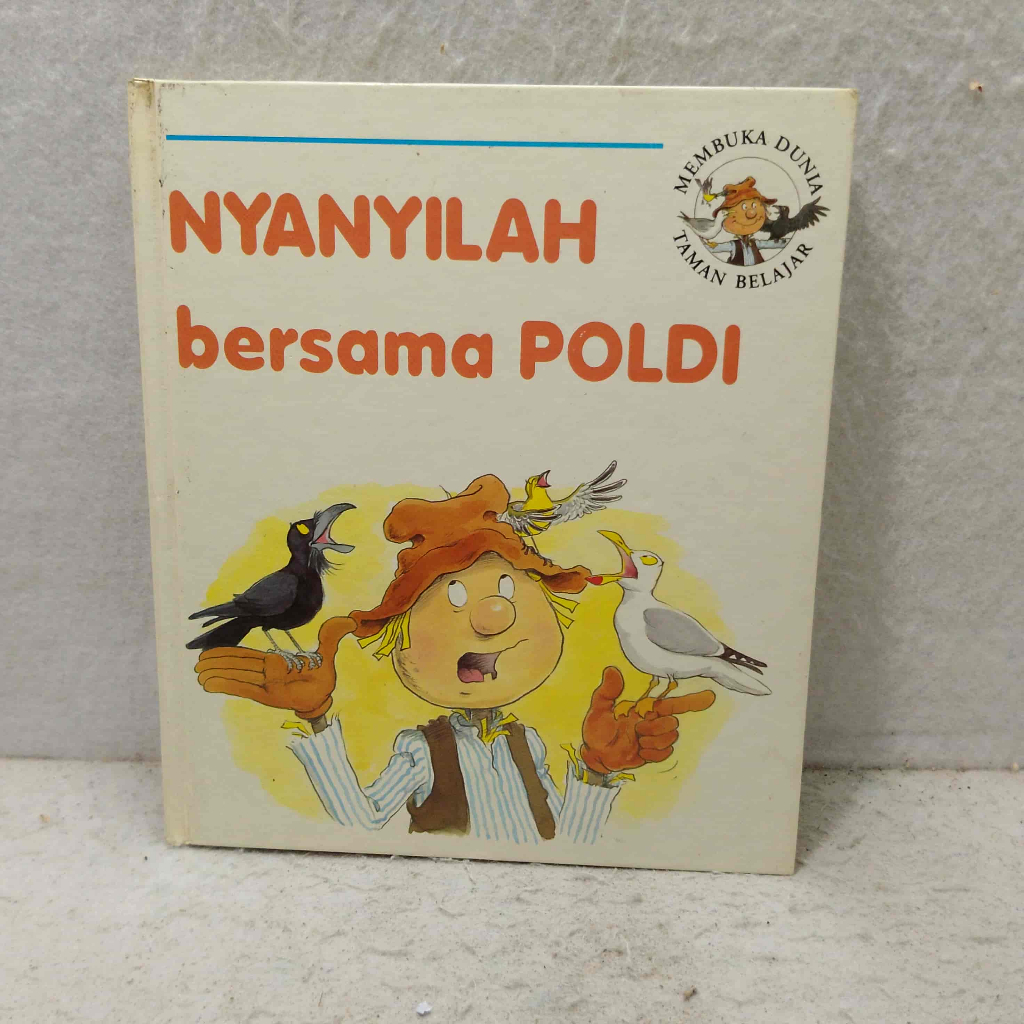 NYANYILAH
bersama POLDI
MEMBUKA DUNIA
TAMAN BELAJAR